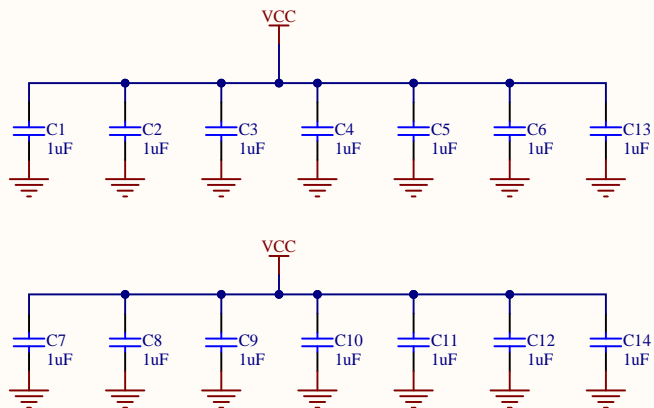 VCC
C1 C2 C3 C4 C5 C6 C13
1uF 1uF 1uF 1uF 1uF 1uF 1uF
VCC
C7 C8 C9 C10 C11 C12 C14
1uF 1uF 1uF 1uF 1uF 1uF 1uF